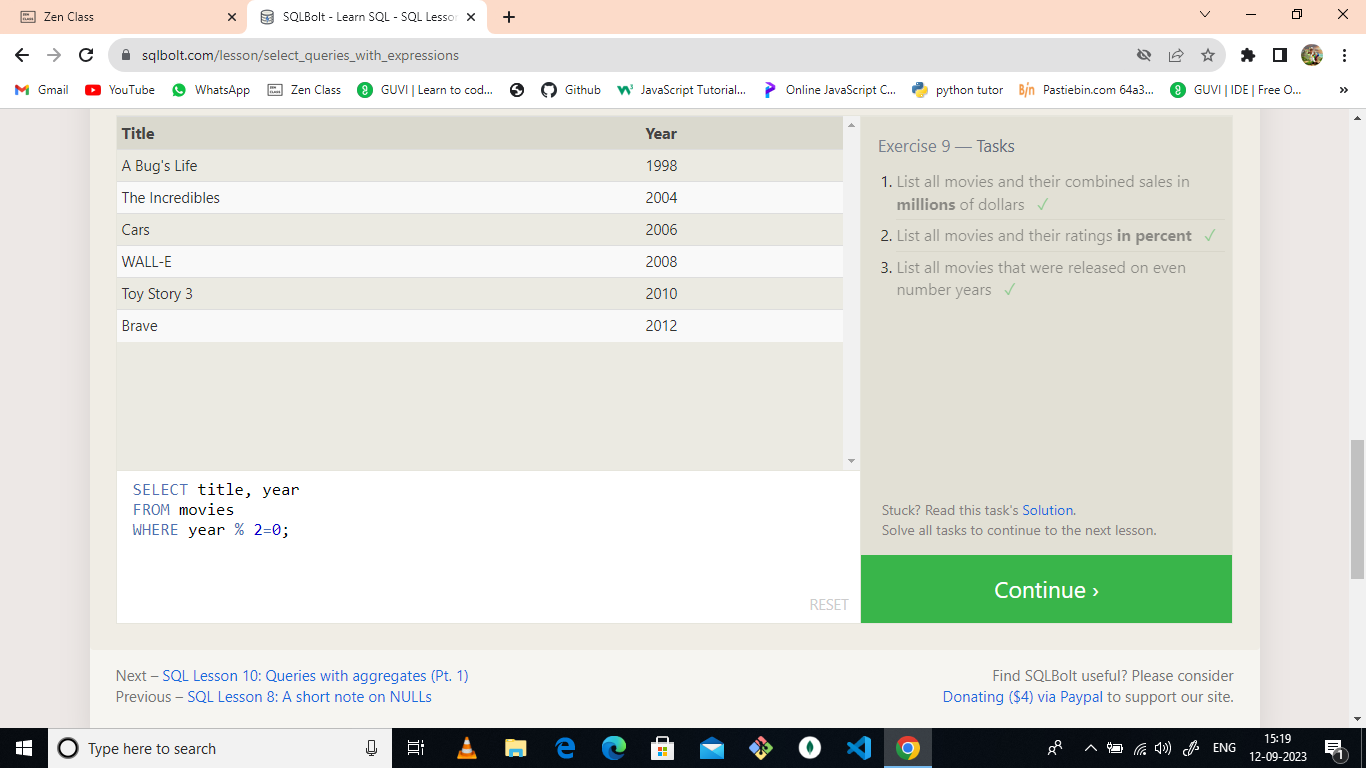 Zen Class
SQLBolt - Learn SQL - SQL Lesson
sqlbolt.com/lesson/select_queries_with_expressions
Gmail YouTube WhatsApp Zen Class GUVI | Learn to cod... Github JavaScript Tutorial... Online JavaScript C... python tutor Pastiebin.com 64a3... GUVI | IDE | Free O... »
Title Year
A Bug's Life 1998
The Incredibles 2004
Cars 2006
WALL-E 2008
Toy Story 3 2010
Brave 2012
Exercise 9 — Tasks
1. List all movies and their combined sales in
millions of dollars ✓
2. List all movies and their ratings in percent ✓
3. List all movies that were released on even
number years ✓
Stuck? Read this task's Solution.
Solve all tasks to continue to the next lesson.
Continue ›
SELECT title, year
FROM movies
WHERE year % 2=0;
RESET
Next – SQL Lesson 10: Queries with aggregates (Pt. 1)
Previous – SQL Lesson 8: A short note on NULLs
Find SQLBolt useful? Please consider
Donating ($4) via Paypal to support our site.
Type here to search
ENG
15:19
12-09-2023
1